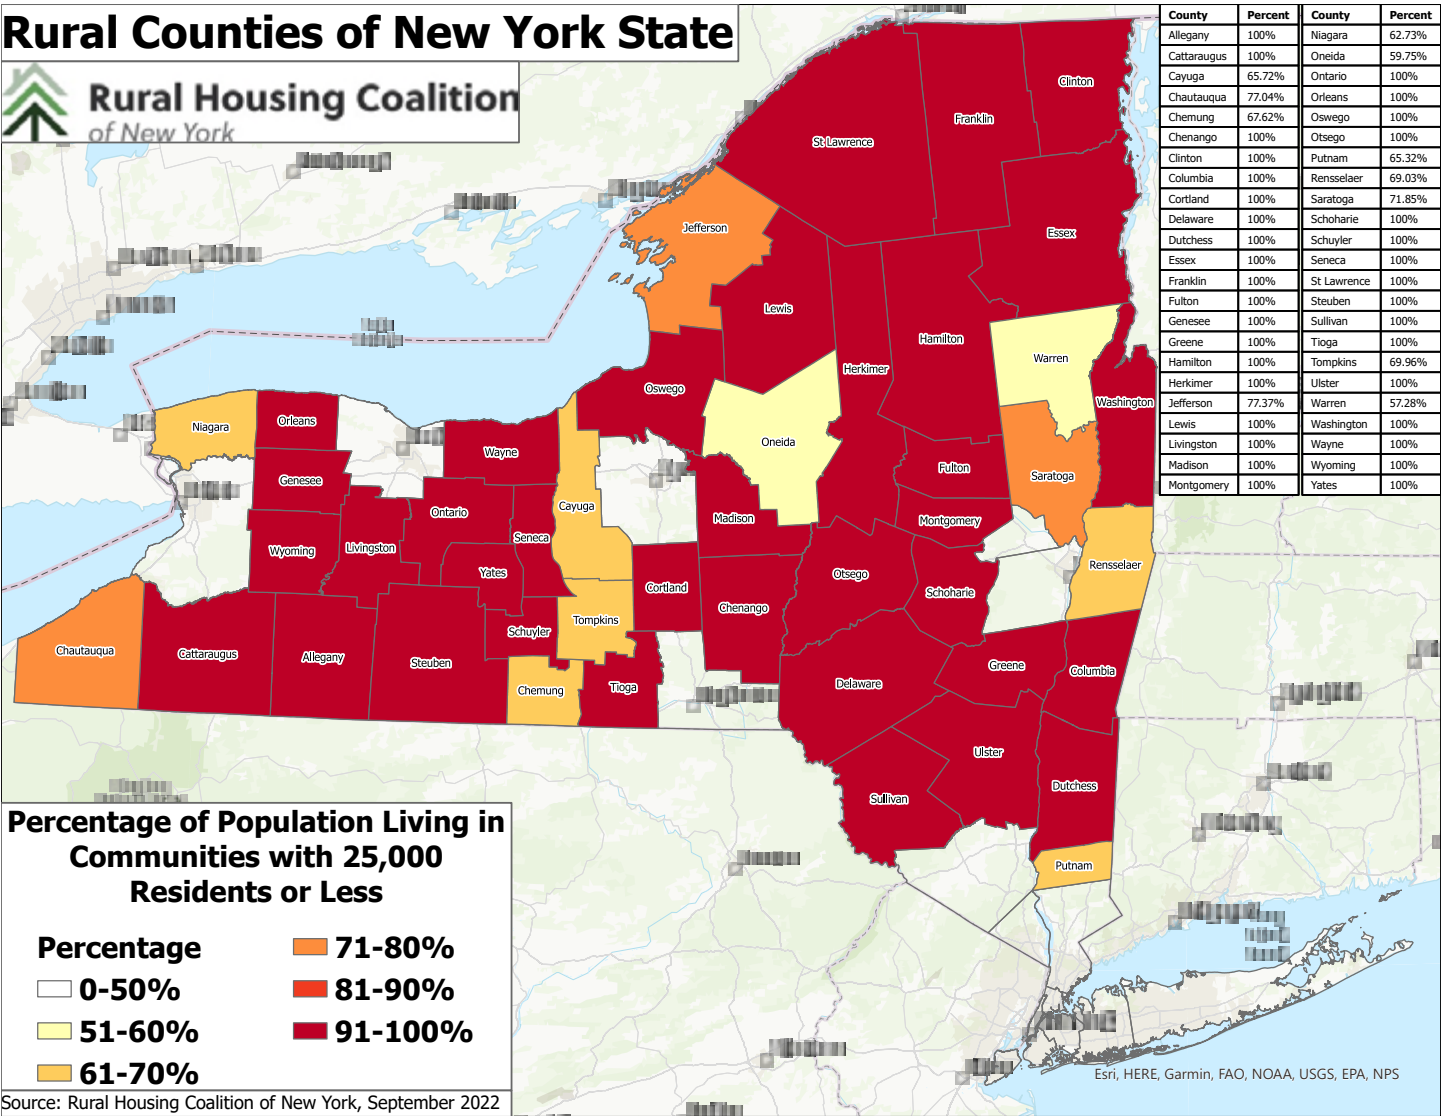 Rural Counties of New York State
Rural Housing Coalition
of New York
County Percent County Percent
Allegany 100% Niagara 62.73%
Cattaraugus 100% Oneida 59.75%
Cayuga 65.72% Ontario 100%
Chautauqua 77.04% Orleans 100%
Chemung 67.62% Oswego 100%
Chenango 100% Otsego 100%
Clinton 100% Putnam 65.32%
Columbia 100% Rensselaer 69.03%
Cortland 100% Saratoga 71.85%
Delaware 100% Schoharie 100%
Dutchess 100% Schuyler 100%
Essex 100% Seneca 100%
Franklin 100% St Lawrence 100%
Fulton 100% Steuben 100%
Genesee 100% Sullivan 100%
Greene 100% Tioga 100%
Hamilton 100% Tompkins 69.96%
Herkimer 100% Ulster 100%
Jefferson 77.37% Warren 57.28%
Lewis 100% Washington 100%
Livingston 100% Wayne 100%
Madison 100% Wyoming 100%
Montgomery 100% Yates 100%
Clinton
Franklin
St Lawrence
Jefferson
Essex
Lewis
Hamilton
Warren
Herkimer
Oswego
Washington
Orleans
Niagara
Oneida
Wayne
Fulton
Saratoga
Genesee
Cayuga
Ontario
Madison
Montgomery
Seneca
Livingston
Wyoming
Rensselaer
Yates
Otsego
Cortland
Schoharie
Chenango
Tompkins
Schuyler
Chautauqua
Cattaraugus
Allegany
Steuben
Greene
Columbia
Delaware
Tioga
Chemung
Ulster
Dutchess
Sullivan
Putnam
Percentage of Population Living in
Communities with 25,000
Residents or Less
Percentage
0-50%
51-60%
61-70%
71-80%
81-90%
91-100%
Esri, HERE, Garmin, FAO, NOAA, USGS, EPA, NPS
Source: Rural Housing Coalition of New York, September 2022